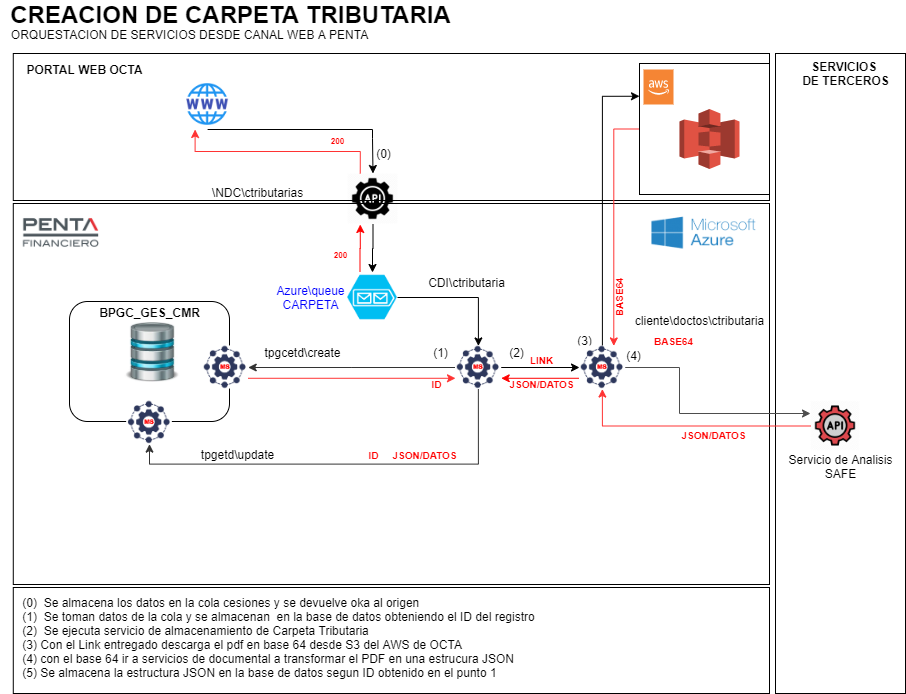 CREACION DE CARPETA TRIBUTARIA
ORQUESTACION DE SERVICIOS DESDE CANAL WEB A PENTA
PORTAL WEB OCTA
SERVICIOS
DE TERCEROS
aws
WWW
200
(0)
\NDC\ctributarias
API
PENTA
FINANCIERO
Microsoft
Azure
200
CDI\ctributaria
Azure\queue
CARPETA
BASE64
BPGC_GES_CMR
cliente\doctos\ctributaria
(3)
BASE64
tpgcetd\create
(1)
(2)
LINK
(4)
MS
MS
MS
ID
JSON/DATOS
MS
API
JSON/DATOS
tpgetd\update
ID
JSON/DATOS
Servicio de Analisis
SAFE
(0) Se almacena los datos en la cola cesiones y se devuelve oka al origen
(1) Se toman datos de la cola y se almacenan en la base de datos obteniendo el ID del registro
(2) Se ejecuta servicio de almacenamiento de Carpeta Tributaria
(3) Con el Link entregado descarga el pdf en base 64 desde S3 del AWS de OCTA
(4) con el base 64 ir a servicios de documental a transformar el PDF en una estrucura JSON
(5) Se almacena la estructura JSON en la base de datos segun ID obtenido en el punto 1